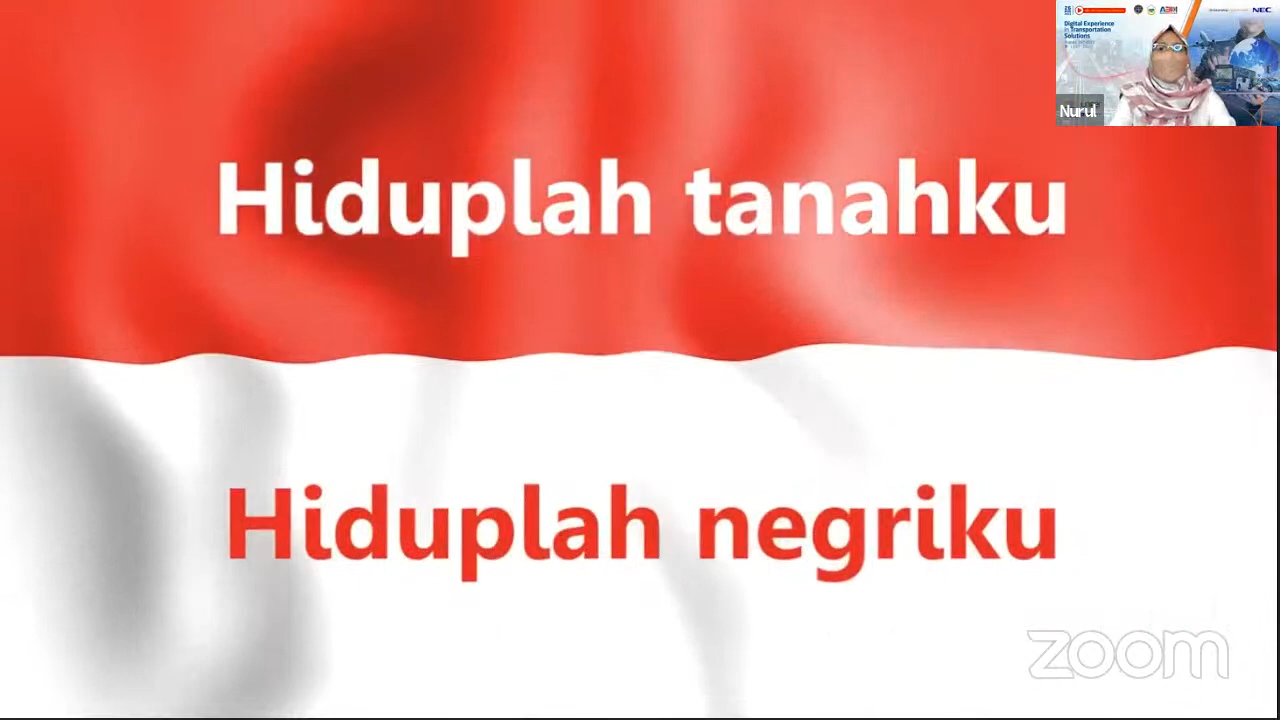 Hiduplah tanahku
Hiduplah negriku
Digital Experience
in Transportation
Solutions
NEC
Nurul
zoom